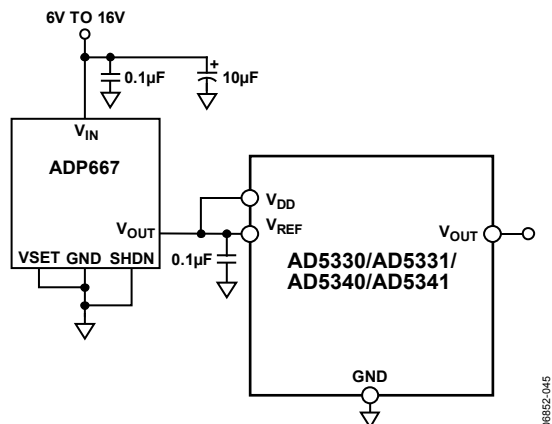 6V TO 16V
0.1µF
10µF
+
VIN
ADP667
VOUT
VSET GND SHDN
0.1µF
VDD
VREF
VOUT
AD5330/AD5331/
AD5340/AD5341
GND
06852-045